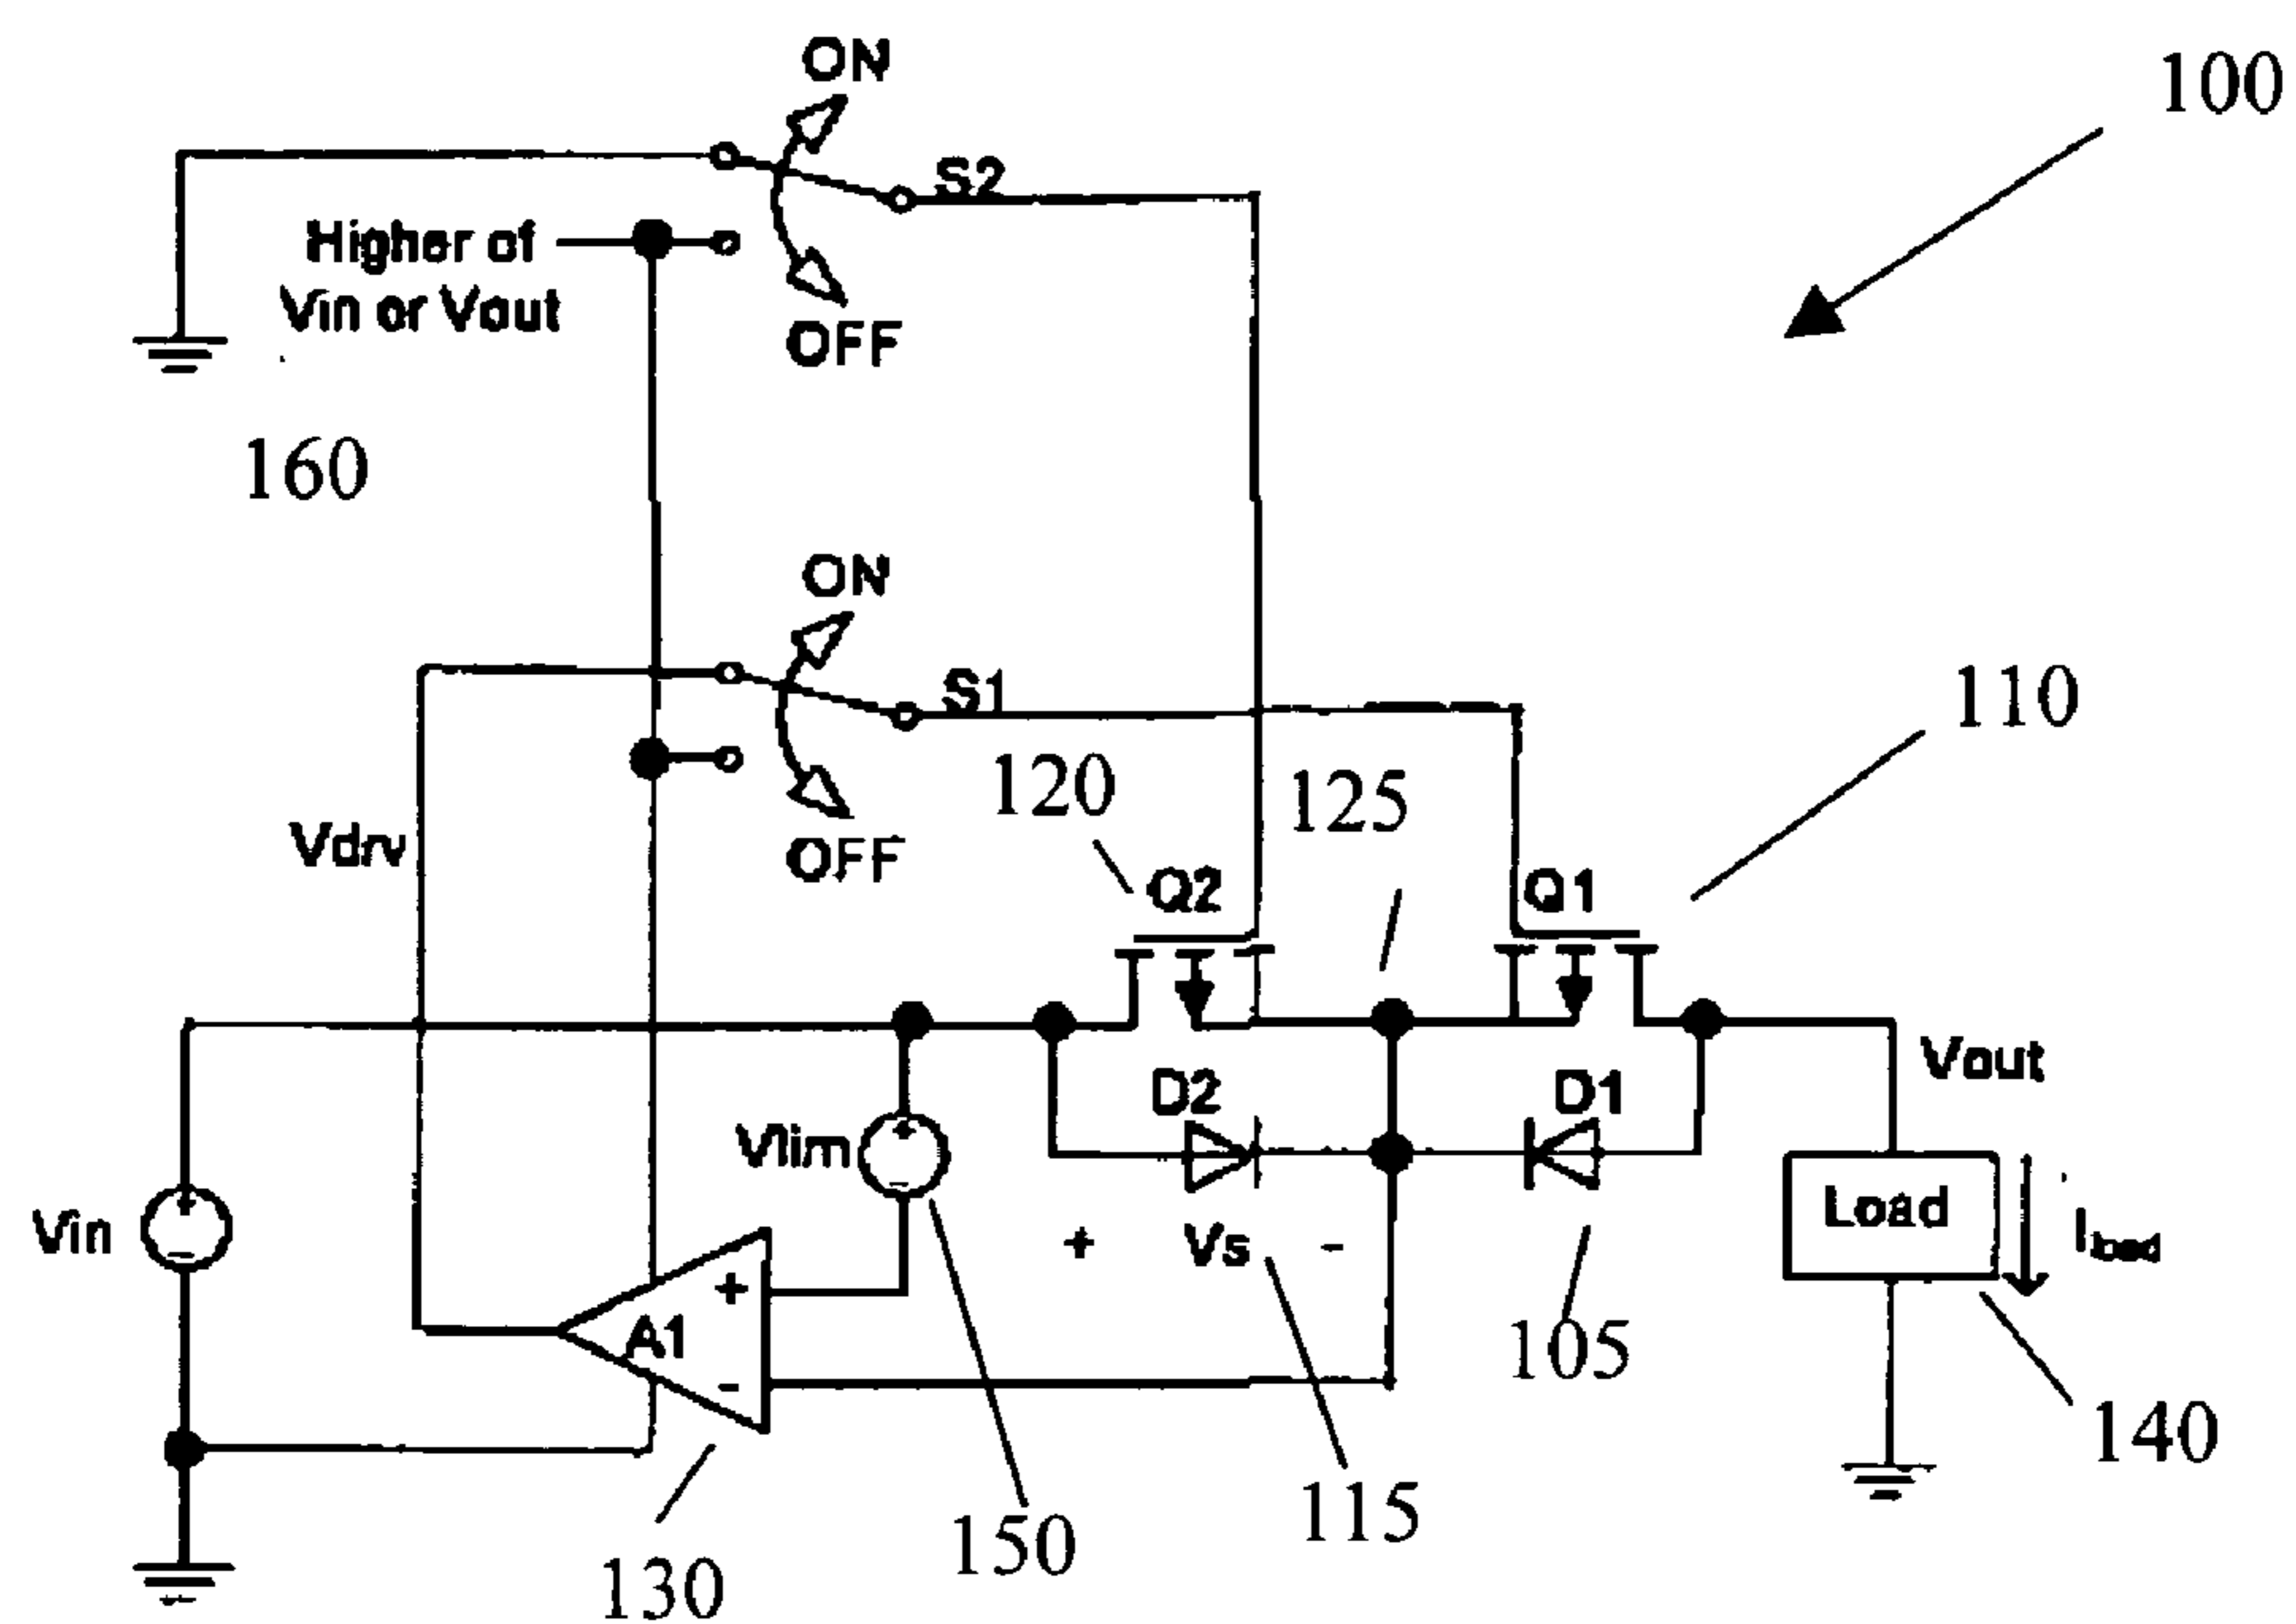 ON
100
S2
Higher of
Vin or Vout
OFF
160
ON
S1
110
120
125
Vdrv
OFF
Q2
Q1
Vout
D2
D1
Vlim
+
-
Load
Iload
Vin
+
-
+
Vs
-
+
A1
-
105
140
115
150
130